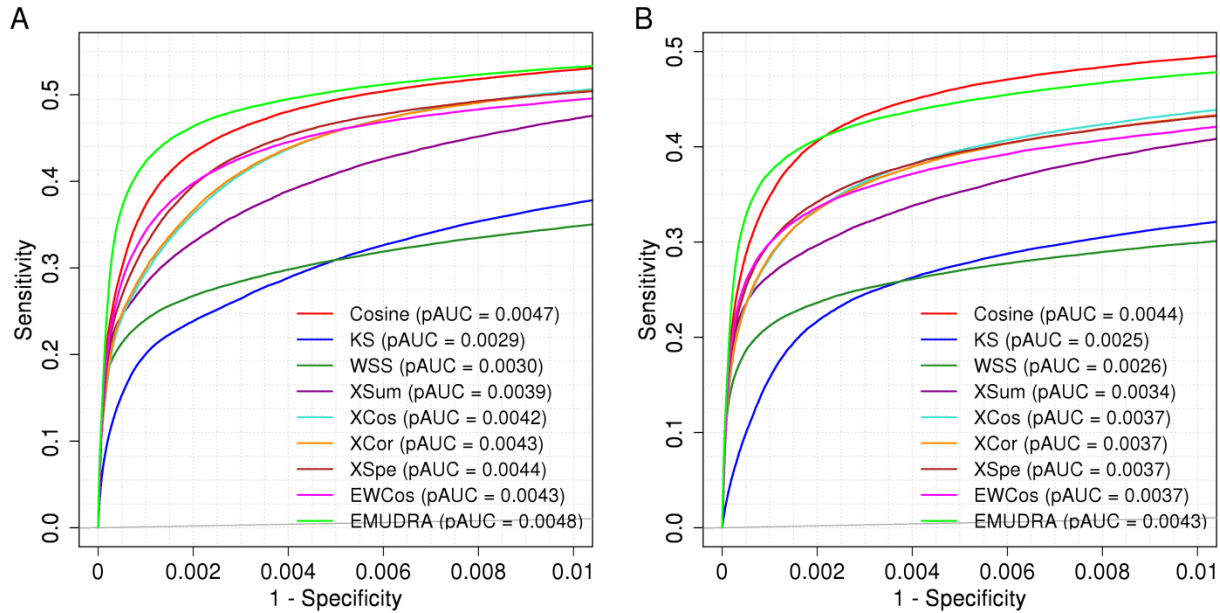 A
Sensitivity
0.5
0.4
0.3
0.2
0.1
0.0
Cosine (pAUC = 0.0047)
KS (pAUC = 0.0029)
WSS (pAUC = 0.0030)
XSum (pAUC = 0.0039)
XCos (pAUC = 0.0042)
XCor (pAUC = 0.0043)
XSpe (pAUC = 0.0044)
EWCos (pAUC = 0.0043)
EMUDRA (pAUC = 0.0048)
0 0.002 0.004 0.006 0.008 0.01
1 - Specificity
B
Sensitivity
0.5
0.4
0.3
0.2
0.1
0.0
Cosine (pAUC = 0.0044)
KS (pAUC = 0.0025)
WSS (pAUC = 0.0026)
XSum (pAUC = 0.0034)
XCos (pAUC = 0.0037)
XCor (pAUC = 0.0037)
XSpe (pAUC = 0.0037)
EWCos (pAUC = 0.0037)
EMUDRA (pAUC = 0.0043)
0 0.002 0.004 0.006 0.008 0.01
1 - Specificity